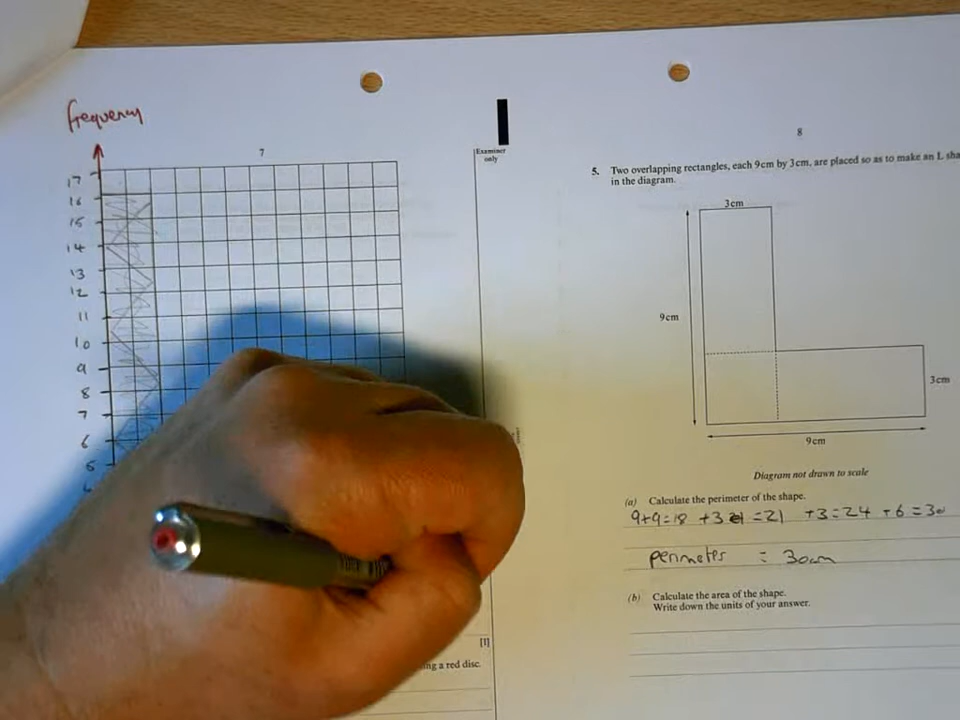 frequency
7
17
16
15
14
13
12
11
10
9
8
7
6
5
Examiner
only
[1]
ng a red disc.
8
5. Two overlapping rectangles, each 9cm by 3cm, are placed so as to make an L sha
in the diagram.
3cm
9cm
3cm
9cm
Diagram not drawn to scale
(a) Calculate the perimeter of the shape.
9+9=18 +3 =21 +3=24 +6=30
perimeter = 30cm
(b) Calculate the area of the shape.
Write down the units of your answer.